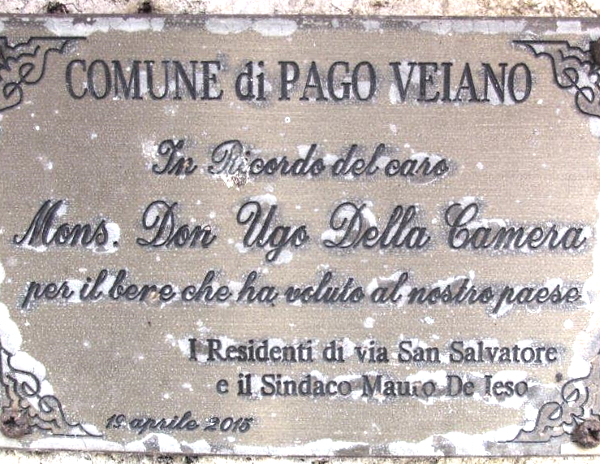 COMUNE di PAGO VEIANO
In Ricordo del caro
Mons. Don Ugo Della Camera
per il bene che ha voluto al nostro paese
I Residenti di via San Salvatore
e il Sindaco Mauro De Ieso
19 aprile 2015